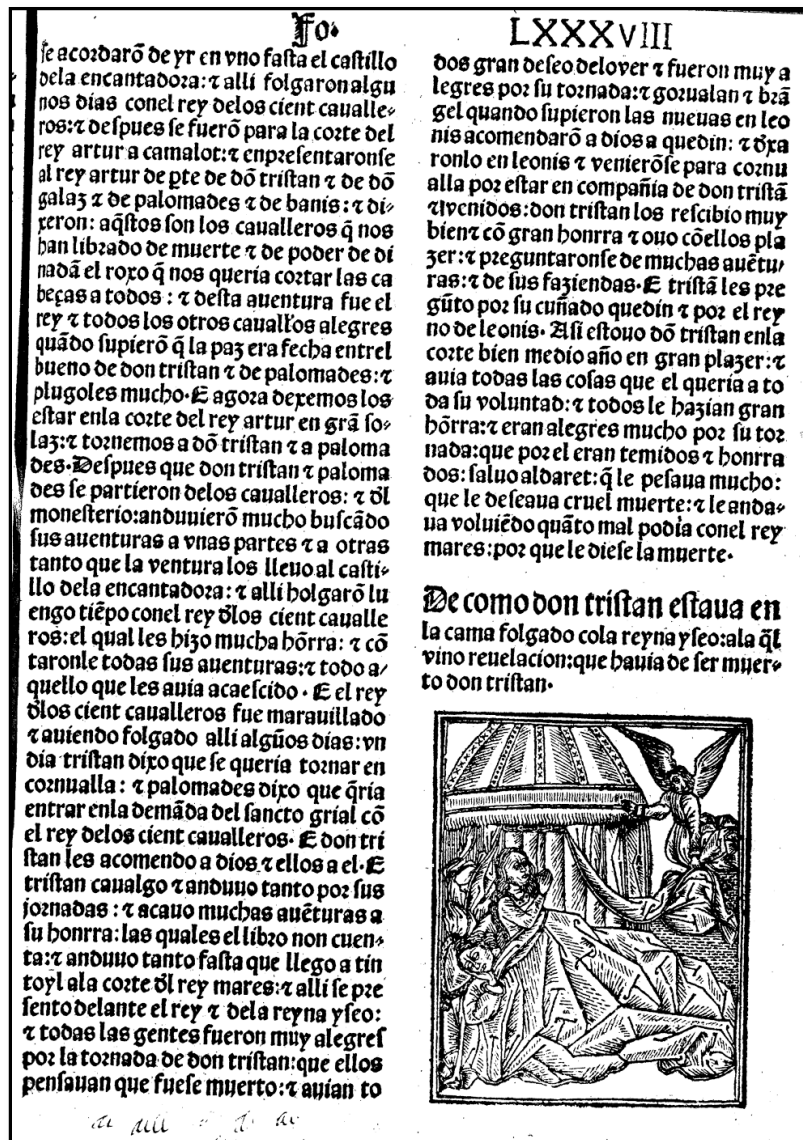 Fo. LXXXVIII
se acordarõ de yr en vno fasta el castillo
dela encantadora: ⁊ alli folgaron algu
nos dias conel rey delos cient caualle-
ros: ⁊ despues se fuerõ para la corte del
rey artur a camalot: ⁊ enpresentaronse
al rey artur de pte de dõ tristan ⁊ de dõ
galaz ⁊ de palomades ⁊ de banis: ⁊ di-
xeron: aq̃stos son los caualleros q̃ nos
han librado de muerte ⁊ de poder de di
nadã el roxo q̃ nos queria cortar las ca
beças a todos: ⁊ desta auentura fue el
rey ⁊ todos los otros cauallos alegres
quãdo supierõ q̃ la paz era fecha entrel
bueno de don tristan ⁊ de palomades: ⁊
plugoles mucho. E agora dexemos los
estar enla corte del rey artur en grã so-
laz: ⁊ tornemos a dõ tristan ⁊ a paloma
des. Despues que don tristan ⁊ paloma
des se partieron delos caualleros: ⁊ dl
monesterio: anduuierõ mucho buscãdo
sus auenturas a vnas partes ⁊ a otras
tanto que la ventura los lleuo al casti-
llo dela encantadora: ⁊ alli holgarõ lu
engo tiẽpo conel rey dlos cient caualle
ros: el qual les hizo mucha hõrra: ⁊ cõ
taronle todas sus auenturas: ⁊ todo a/
quello que les auia acaescido. E el rey
dlos cient caualleros fue marauillado
⁊ auiendo folgado alli algũos dias: vn
dia tristan dixo que se queria tornar en
cornualla: ⁊ palomades dixo que q̃ria
entrar enla demãda del sancto grial cõ
el rey delos cient caualleros. E don tri
stan les acomendo a dios ⁊ ellos a el. E
tristan caualgo ⁊ anduuo tanto por sus
jornadas: ⁊ acauo muchas auẽturas a
su honrra: las quales el libro non cuen-
ta: ⁊ anduuo tanto fasta que llego a tin
toyl ala corte dl rey mares: ⁊ alli se pre
sento delante el rey ⁊ dela reyna yseo:
⁊ todas las gentes fueron muy alegres
por la tornada de don tristan: que ellos
pensauan que fuese muerto: ⁊ auian to
dos gran deseo delover ⁊ fueron muy a
legres por su tornada: ⁊ gorualan ⁊ brã
gel quando supieron las nueuas en leo
nis acomendarõ a dios a quedin: ⁊ dxa
ronlo en leonis ⁊ venierõse para cornu
alla por estar en compañia de don tristã
⁊ venidos: don tristan los rescibio muy
bien ⁊ cõ gran honrra ⁊ ouo cõellos pla
zer: ⁊ preguntaronse de muchas auẽtu/
ras: ⁊ de sus faziendas. E tristã les pre
gũto por su cuñado quedin ⁊ por el rey
no de leonis. Asi estouo dõ tristan enla
corte bien medio año en gran plazer: ⁊
auia todas las cosas que el queria a to
da su voluntad: ⁊ todos le hazian gran
hõrra: ⁊ eran alegres mucho por su tor
nada: que por el eran temidos ⁊ honrra
dos: saluo aldaret: q̃ le pesaua mucho:
que le deseaua cruel muerte: ⁊ le anda-
ua voluiẽdo quãto mal podia conel rey
mares: por que le diese la muerte.
De como don tristan estaua en
la cama folgado cola reyna yseo: ala q̃l
vino reuelacion: que hauia de ser muer-
to don tristan.